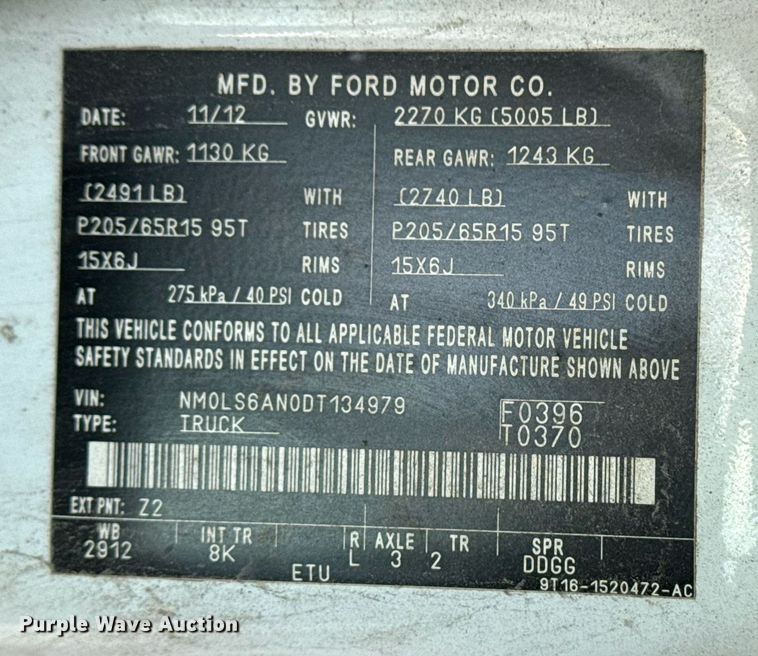 MFD. BY FORD MOTOR CO.
DATE: 11/12 GVWR: 2270 KG (5005 LB)
FRONT GAWR: 1130 KG REAR GAWR: 1243 KG
(2491 LB) WITH (2740 LB) WITH
P205/65R15 95T TIRES P205/65R15 95T TIRES
15X6J RIMS 15X6J RIMS
AT 275 kPa / 40 PSI COLD AT 340 kPa / 49 PSI COLD
THIS VEHICLE CONFORMS TO ALL APPLICABLE FEDERAL MOTOR VEHICLE
SAFETY STANDARDS IN EFFECT ON THE DATE OF MANUFACTURE SHOWN ABOVE
VIN: NM0LS6AN0DT134979 F0396
TYPE: TRUCK T0370
EXT PNT: Z2
WB INT TR R AXLE TR SPR
2912 8K L 3 2 DDGG
ETU 9T16-1520472-AC
Purple Wave Auction